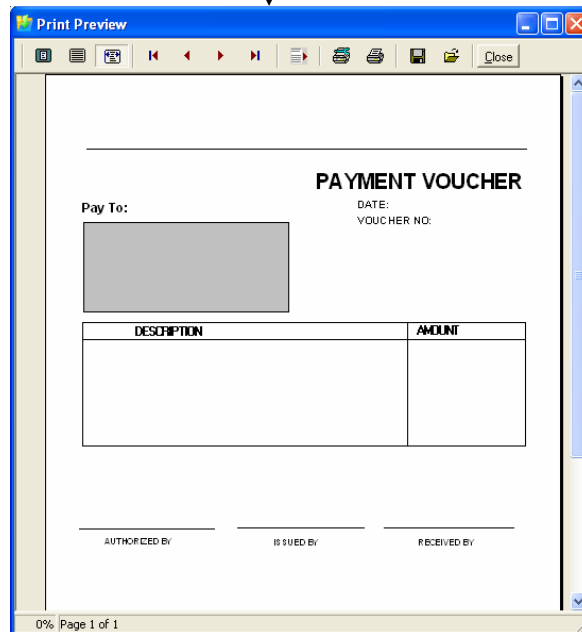 Print Preview
Close
PAYMENT VOUCHER
Pay To:
DATE:
VOUCHER NO:
DESCRIPTION
AMOUNT
AUTHORIZED BY
ISSUED BY
RECEIVED BY
0% Page 1 of 1